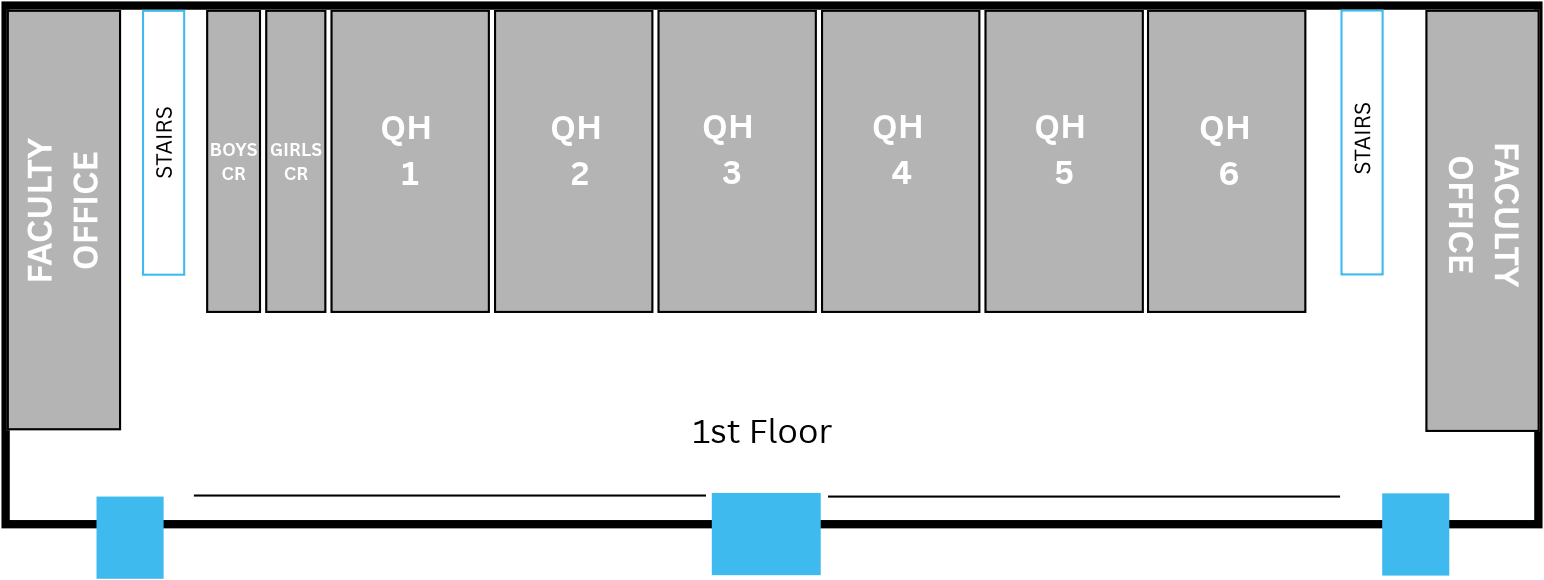 FACULTY
OFFICE
STAIRS
BOYS
CR
GIRLS
CR
QH
1
QH
2
QH
3
QH
4
QH
5
QH
6
STAIRS
FACULTY
OFFICE
1st Floor